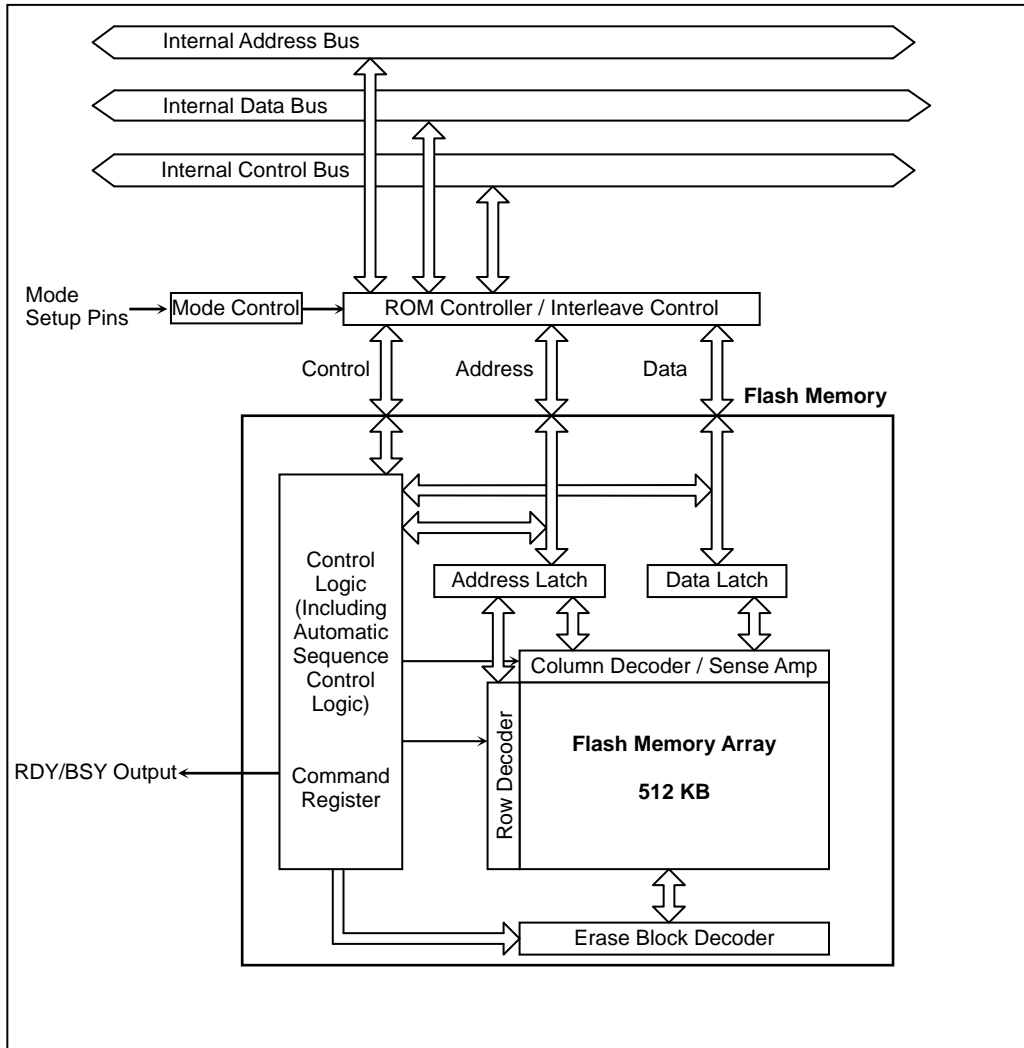 Internal Address Bus
Internal Data Bus
Internal Control Bus
Mode
Setup Pins
Mode Control
ROM Controller / Interleave Control
Control
Address
Data
Flash Memory
Control
Logic
(Including
Automatic
Sequence
Control
Logic)
Command
Register
Address Latch
Data Latch
Column Decoder / Sense Amp
Row Decoder
Flash Memory Array
512 KB
RDY/BSY Output
Erase Block Decoder